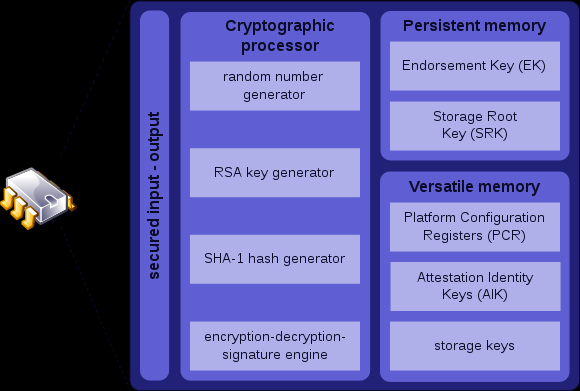 secured input - output
Cryptographic
processor
random number
generator
RSA key generator
SHA-1 hash generator
encryption-decryption-
signature engine
Persistent memory
Endorsement Key (EK)
Storage Root
Key (SRK)
Versatile memory
Platform Configuration
Registers (PCR)
Attestation Identity
Keys (AIK)
storage keys